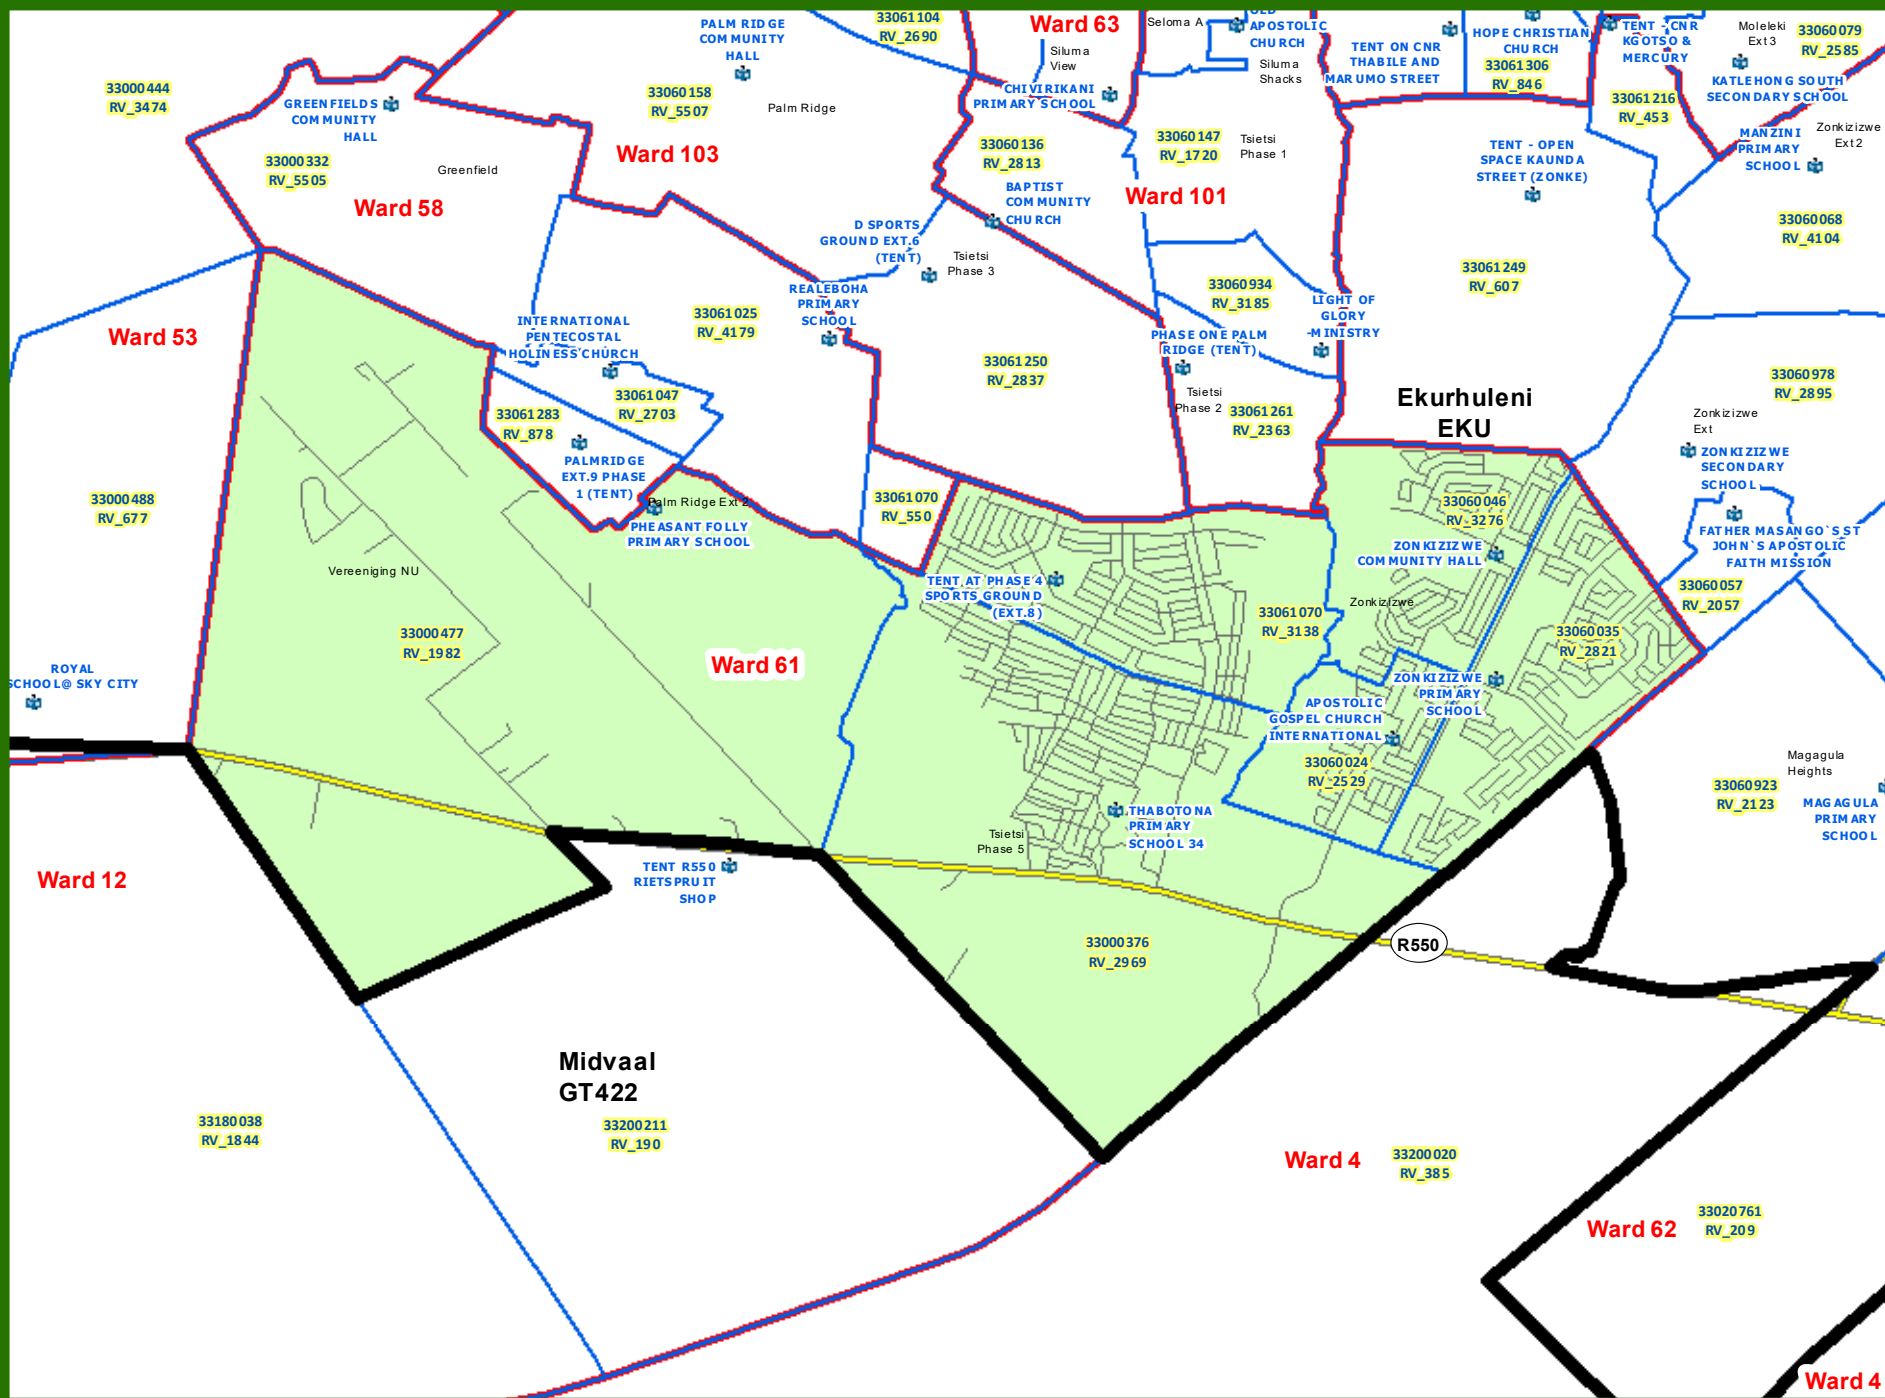 33061104
RV_2690
Ward 63
Seloma A
OLD
APOSTOLIC
CHURCH
PALM RIDGE
COMMUNITY
HALL
Siluma
View
Siluma
Shacks
TENT ON CNR
THABILE AND
MARUMO STREET
HOPE CHRISTIAN
CHURCH
33061306
RV_846
TENT - CNR
KGOTSO &
MERCURY
Moleleki
Ext 3
33060079
RV_2585
33000444
RV_3474
GREENFIELDS
COMMUNITY
HALL
33060158
RV_5507
Palm Ridge
CHIVIRIKANI
PRIMARY SCHOOL
33061216
RV_453
KATLEHONG SOUTH
SECONDARY SCHOOL
33000332
RV_5505
Greenfield
Ward 103
33060136
RV_2813
33060147
RV_1720
Tsietsi
Phase 1
TENT - OPEN
SPACE KAUNDA
STREET (ZONKE)
MANZINI
PRIMARY
SCHOOL
Zonkizizwe
Ext 2
Ward 58
BAPTIST
COMMUNITY
CHURCH
Ward 101
33060068
RV_4104
D SPORTS
GROUND EXT.6
(TENT)
Tsietsi
Phase 3
33061249
RV_607
Ward 53
INTERNATIONAL
PENTECOSTAL
HOLINESS CHURCH
33061025
RV_4179
REALEBOHA
PRIMARY
SCHOOL
33060934
RV_3185
LIGHT OF
GLORY
-MINISTRY
PHASE ONE PALM
RIDGE (TENT)
33061250
RV_2837
33061283
RV_878
33061047
RV_2703
Tsietsi
Phase 2
33061261
RV_2363
Ekurhuleni
EKU
33060978
RV_2895
Zonkizizwe
Ext
ZONKIZIZWE
SECONDARY
SCHOOL
PALMRIDGE
EXT.9 PHASE
1 (TENT)
33000488
RV_677
Palm Ridge Ext 2
33061070
RV_550
33060046
RV_3276
PHEASANT FOLLY
PRIMARY SCHOOL
FATHER MASANGO`S ST
JOHN`S APOSTOLIC
FAITH MISSION
Vereeniging NU
TENT AT PHASE 4
SPORTS GROUND
(EXT.8)
ZONKIZIZWE
COMMUNITY HALL
Zonkizizwe
33060057
RV_2057
33000477
RV_1982
33061070
RV_3138
33060035
RV_2821
Ward 61
ROYAL
SCHOOL@ SKY CITY
ZONKIZIZWE
PRIMARY
SCHOOL
APOSTOLIC
GOSPEL CHURCH
INTERNATIONAL
33060024
RV_2529
Magagula
Heights
33060923
RV_2123
MAGAGULA
PRIMARY
SCHOOL
THABOTONA
PRIMARY
SCHOOL 34
Tsietsi
Phase 5
Ward 12
TENT R550
RIETSPRUIT
SHOP
33000376
RV_2969
R550
Midvaal
GT422
33180038
RV_1844
33200211
RV_190
Ward 4
33200020
RV_385
Ward 62
33020761
RV_209
Ward 4